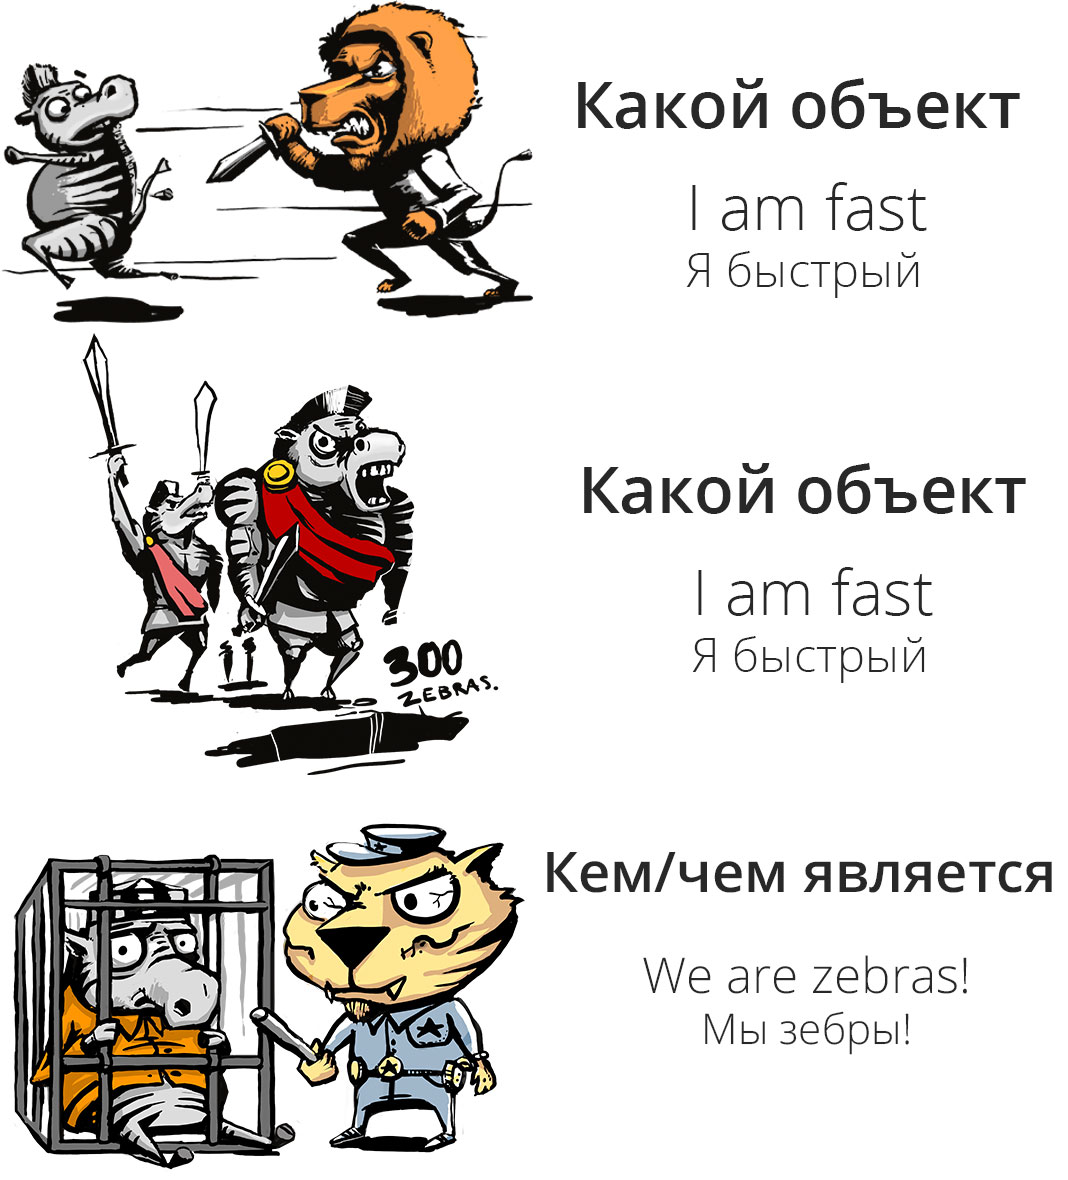 Какой объект
I am fast
Я быстрый
300
ZEBRAS.
Какой объект
I am fast
Я быстрый
Кем/чем является
We are zebras!
Мы зебры!